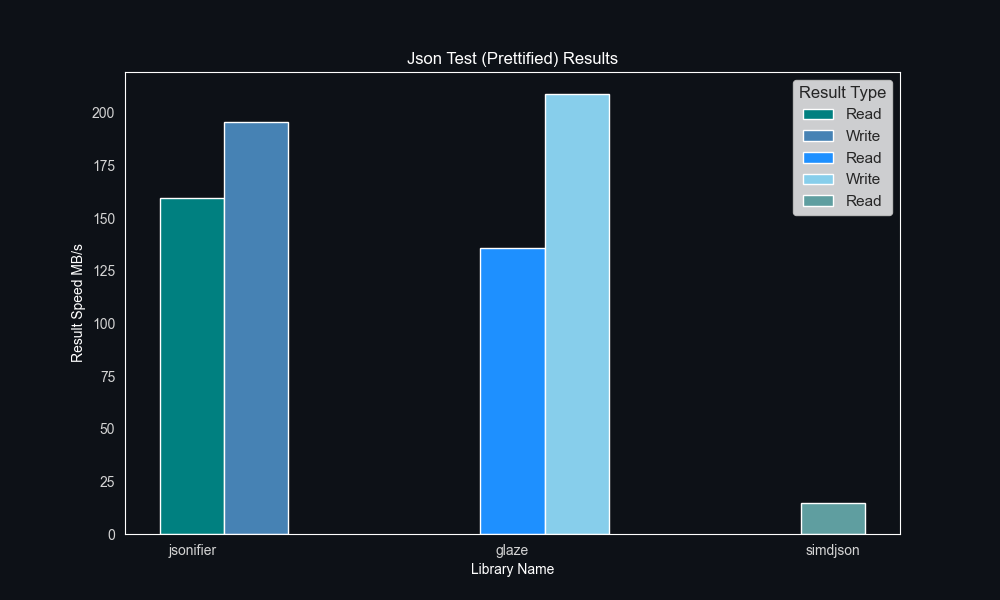 Json Test (Prettified) Results
Result Type
Read
Write
Read
Write
Read
Result Speed MB/s
200
175
150
125
100
75
50
25
0
jsonifier
glaze
simdjson
Library Name